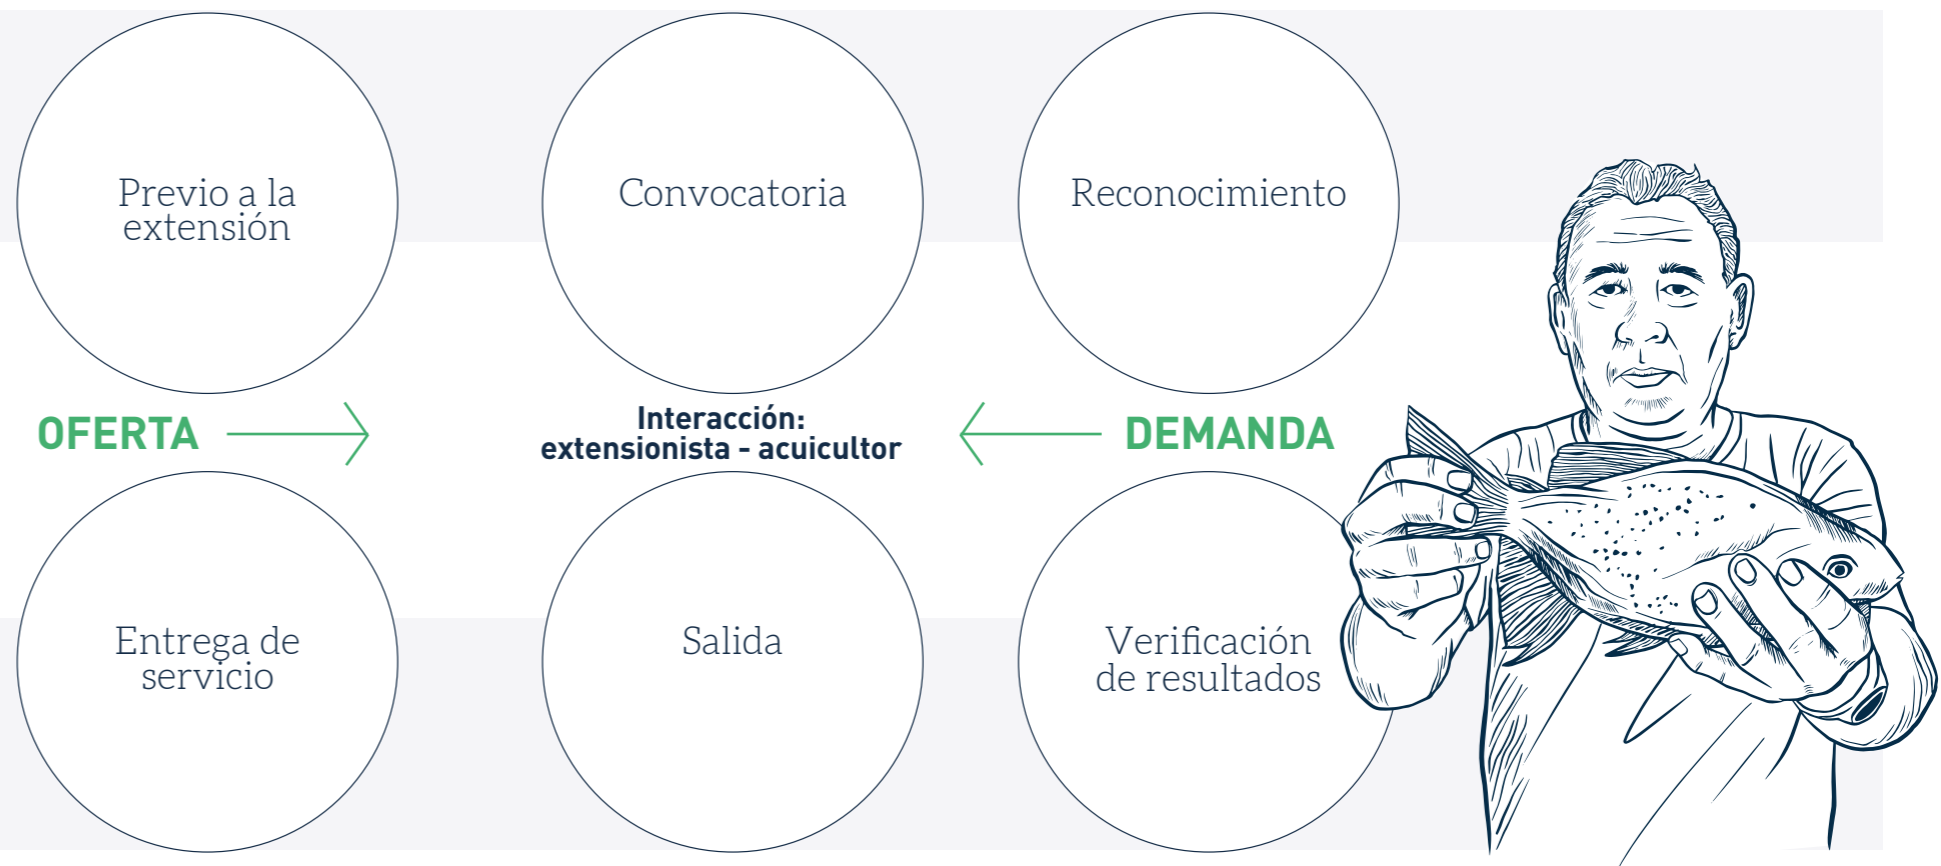 Previo a la
extensión
Convocatoria
Reconocimiento
OFERTA
Interacción:
extensionista - acuicultor
DEMANDA
Entrega de
servicio
Salida
Verificación
de resultados